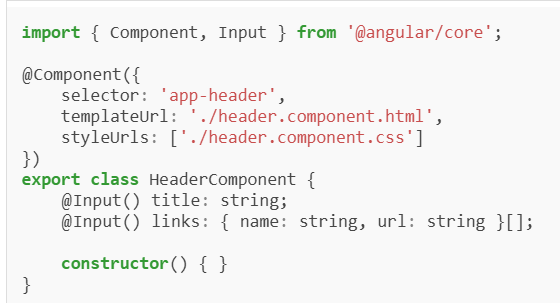 import { Component, Input } from '@angular/core';
@Component({
    selector: 'app-header',
    templateUrl: './header.component.html',
    styleUrls: ['./header.component.css']
})
export class HeaderComponent {
    @Input() title: string;
    @Input() links: { name: string, url: string }[];
    constructor() { }
}